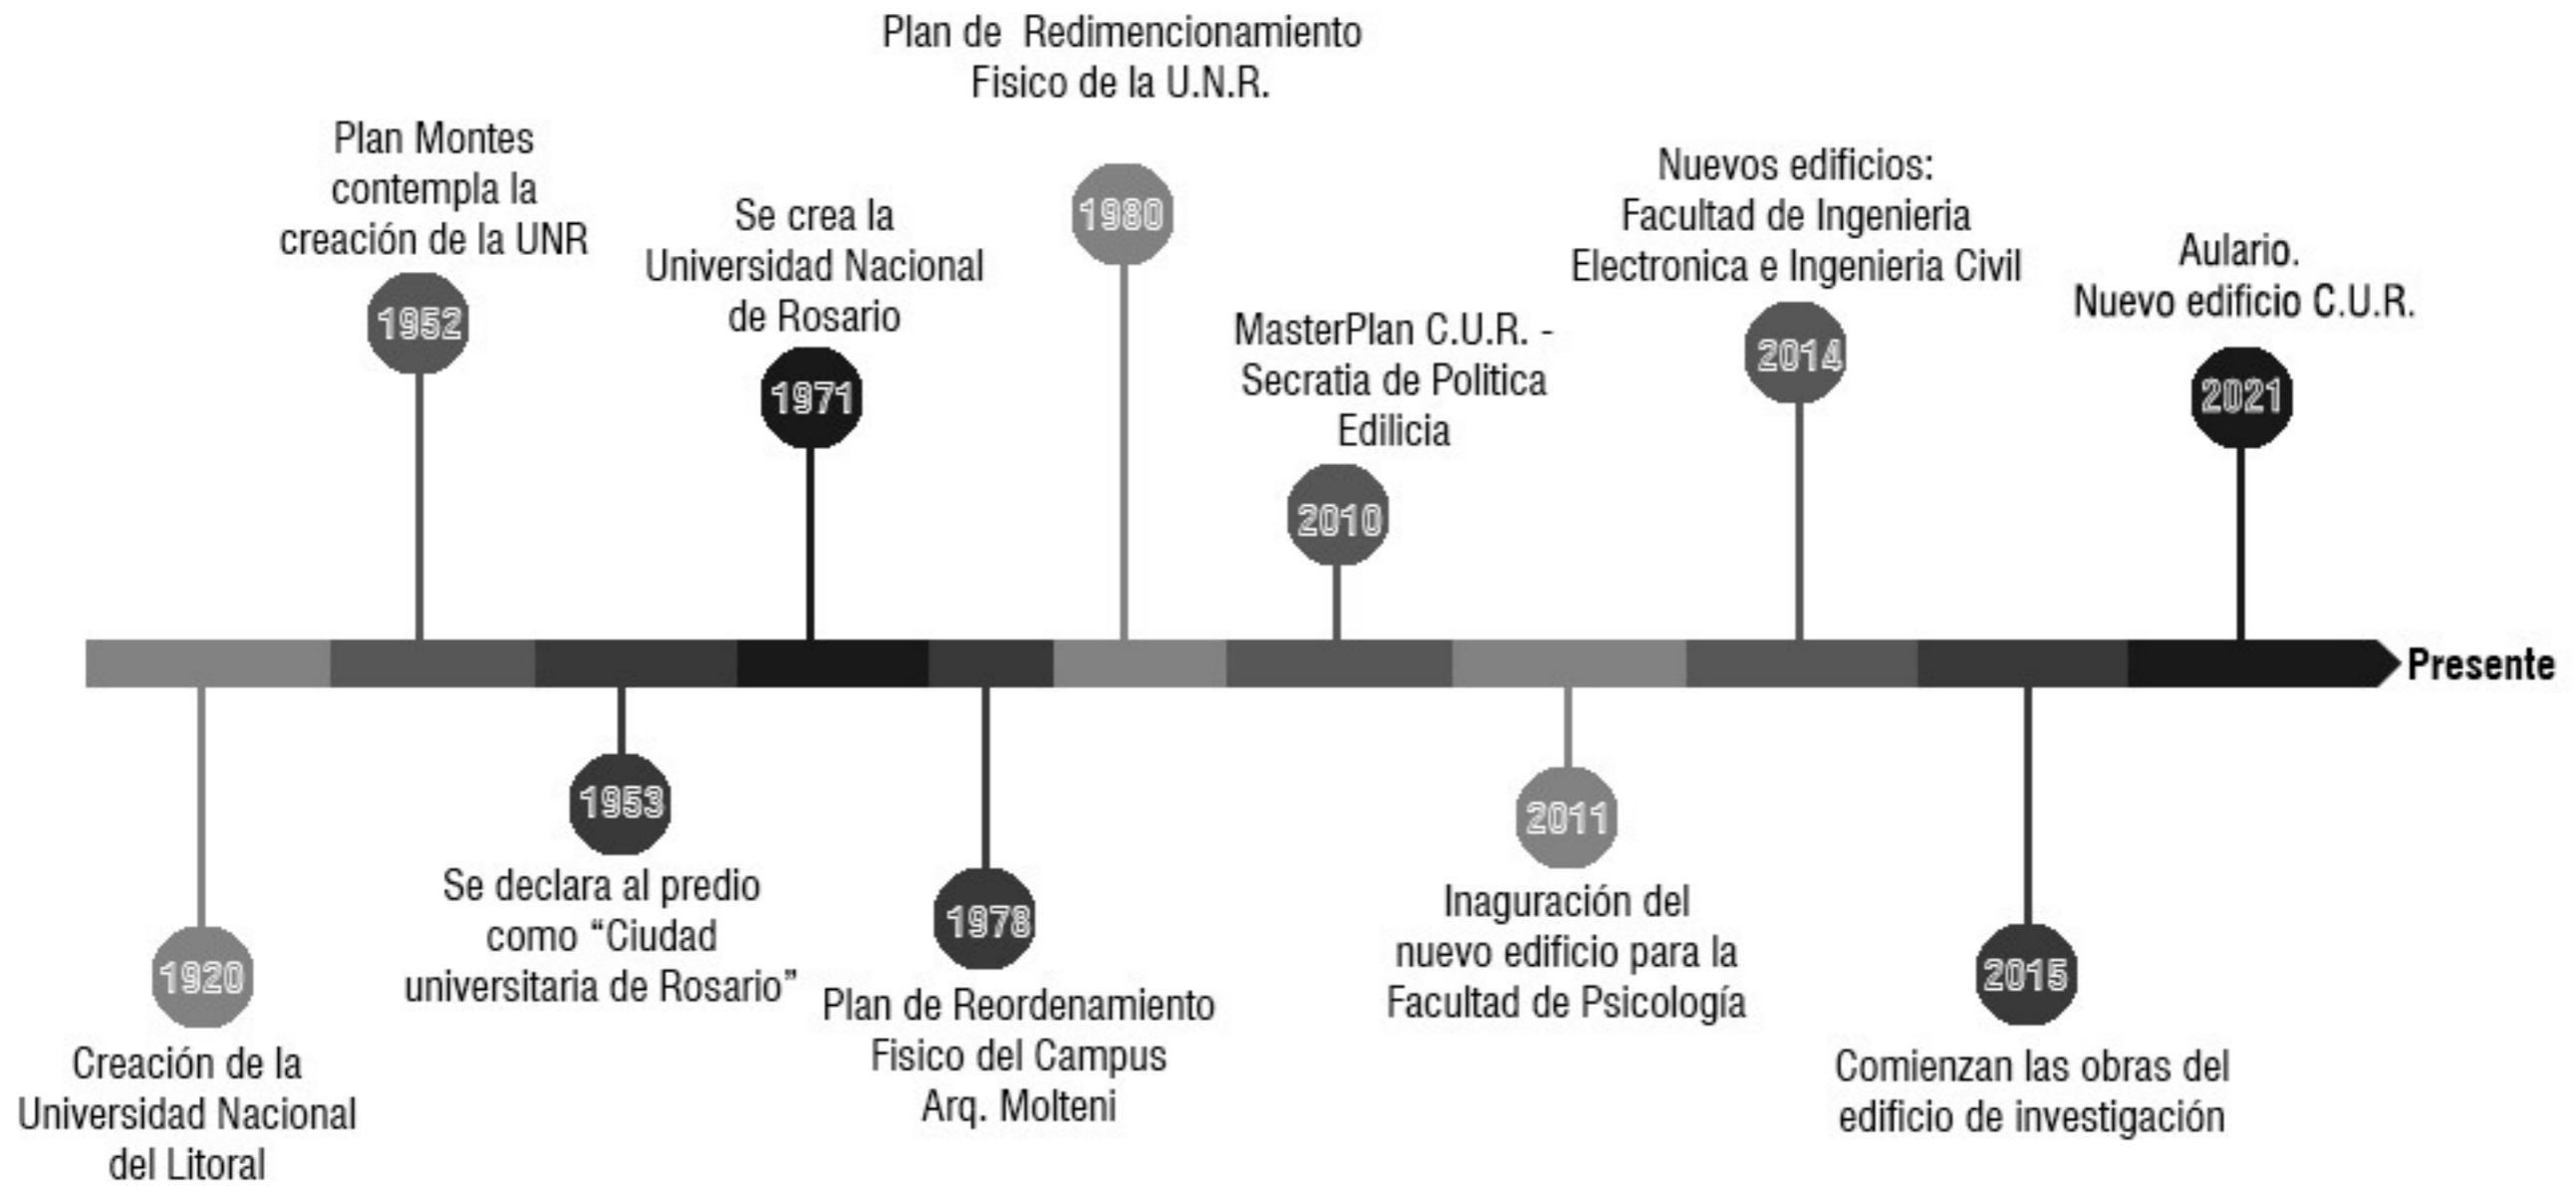 Plan de Redimencionamiento
Fisico de la U.N.R.
1980
Plan Montes
contempla la
creación de la UNR
1952
Se crea la
Universidad Nacional
de Rosario
1971
MasterPlan C.U.R. -
Secratia de Politica
Edilicia
2010
Nuevos edificios:
Facultad de Ingenieria
Electronica e Ingenieria Civil
2014
Aulario.
Nuevo edificio C.U.R.
2021
Presente
1920
Creación de la
Universidad Nacional
del Litoral
1953
Se declara al predio
como “Ciudad
universitaria de Rosario”
1978
Plan de Reordenamiento
Fisico del Campus
Arq. Molteni
2011
Inaguración del
nuevo edificio para la
Facultad de Psicología
2015
Comienzan las obras del
edificio de investigación